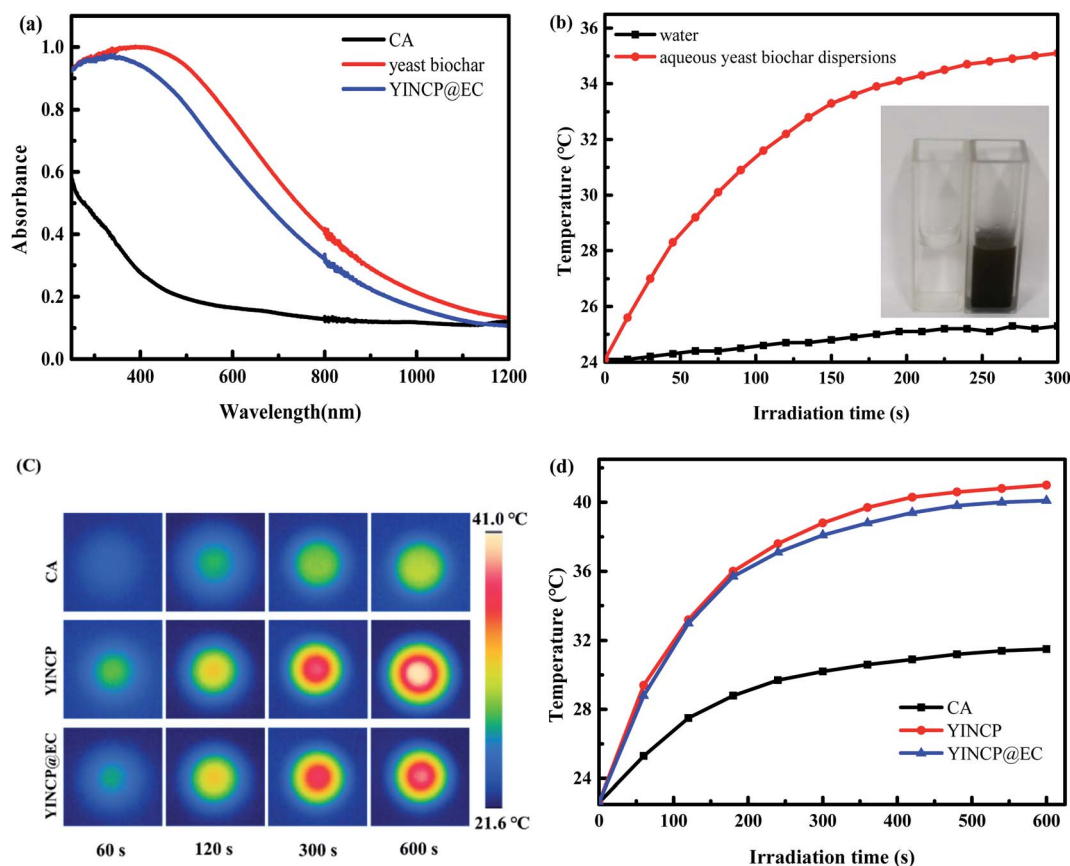 (a)
CA
yeast biochar
YINCP@EC
Absorbance
1.0
0.8
0.6
0.4
0.2
0.0
400 600 800 1000 1200
Wavelength(nm)
(b)
water
aqueous yeast biochar dispersions
Temperature (°C)
36
34
32
30
28
26
24
0 50 100 150 200 250 300
Irradiation time (s)
(C)
41.0 °C
21.6 °C
CA
YINCP
YINCP@EC
60 s 120 s 300 s 600 s
(d)
Temperature (°C)
40
36
32
28
24
CA
YINCP
YINCP@EC
0 100 200 300 400 500 600
Irradiation time (s)